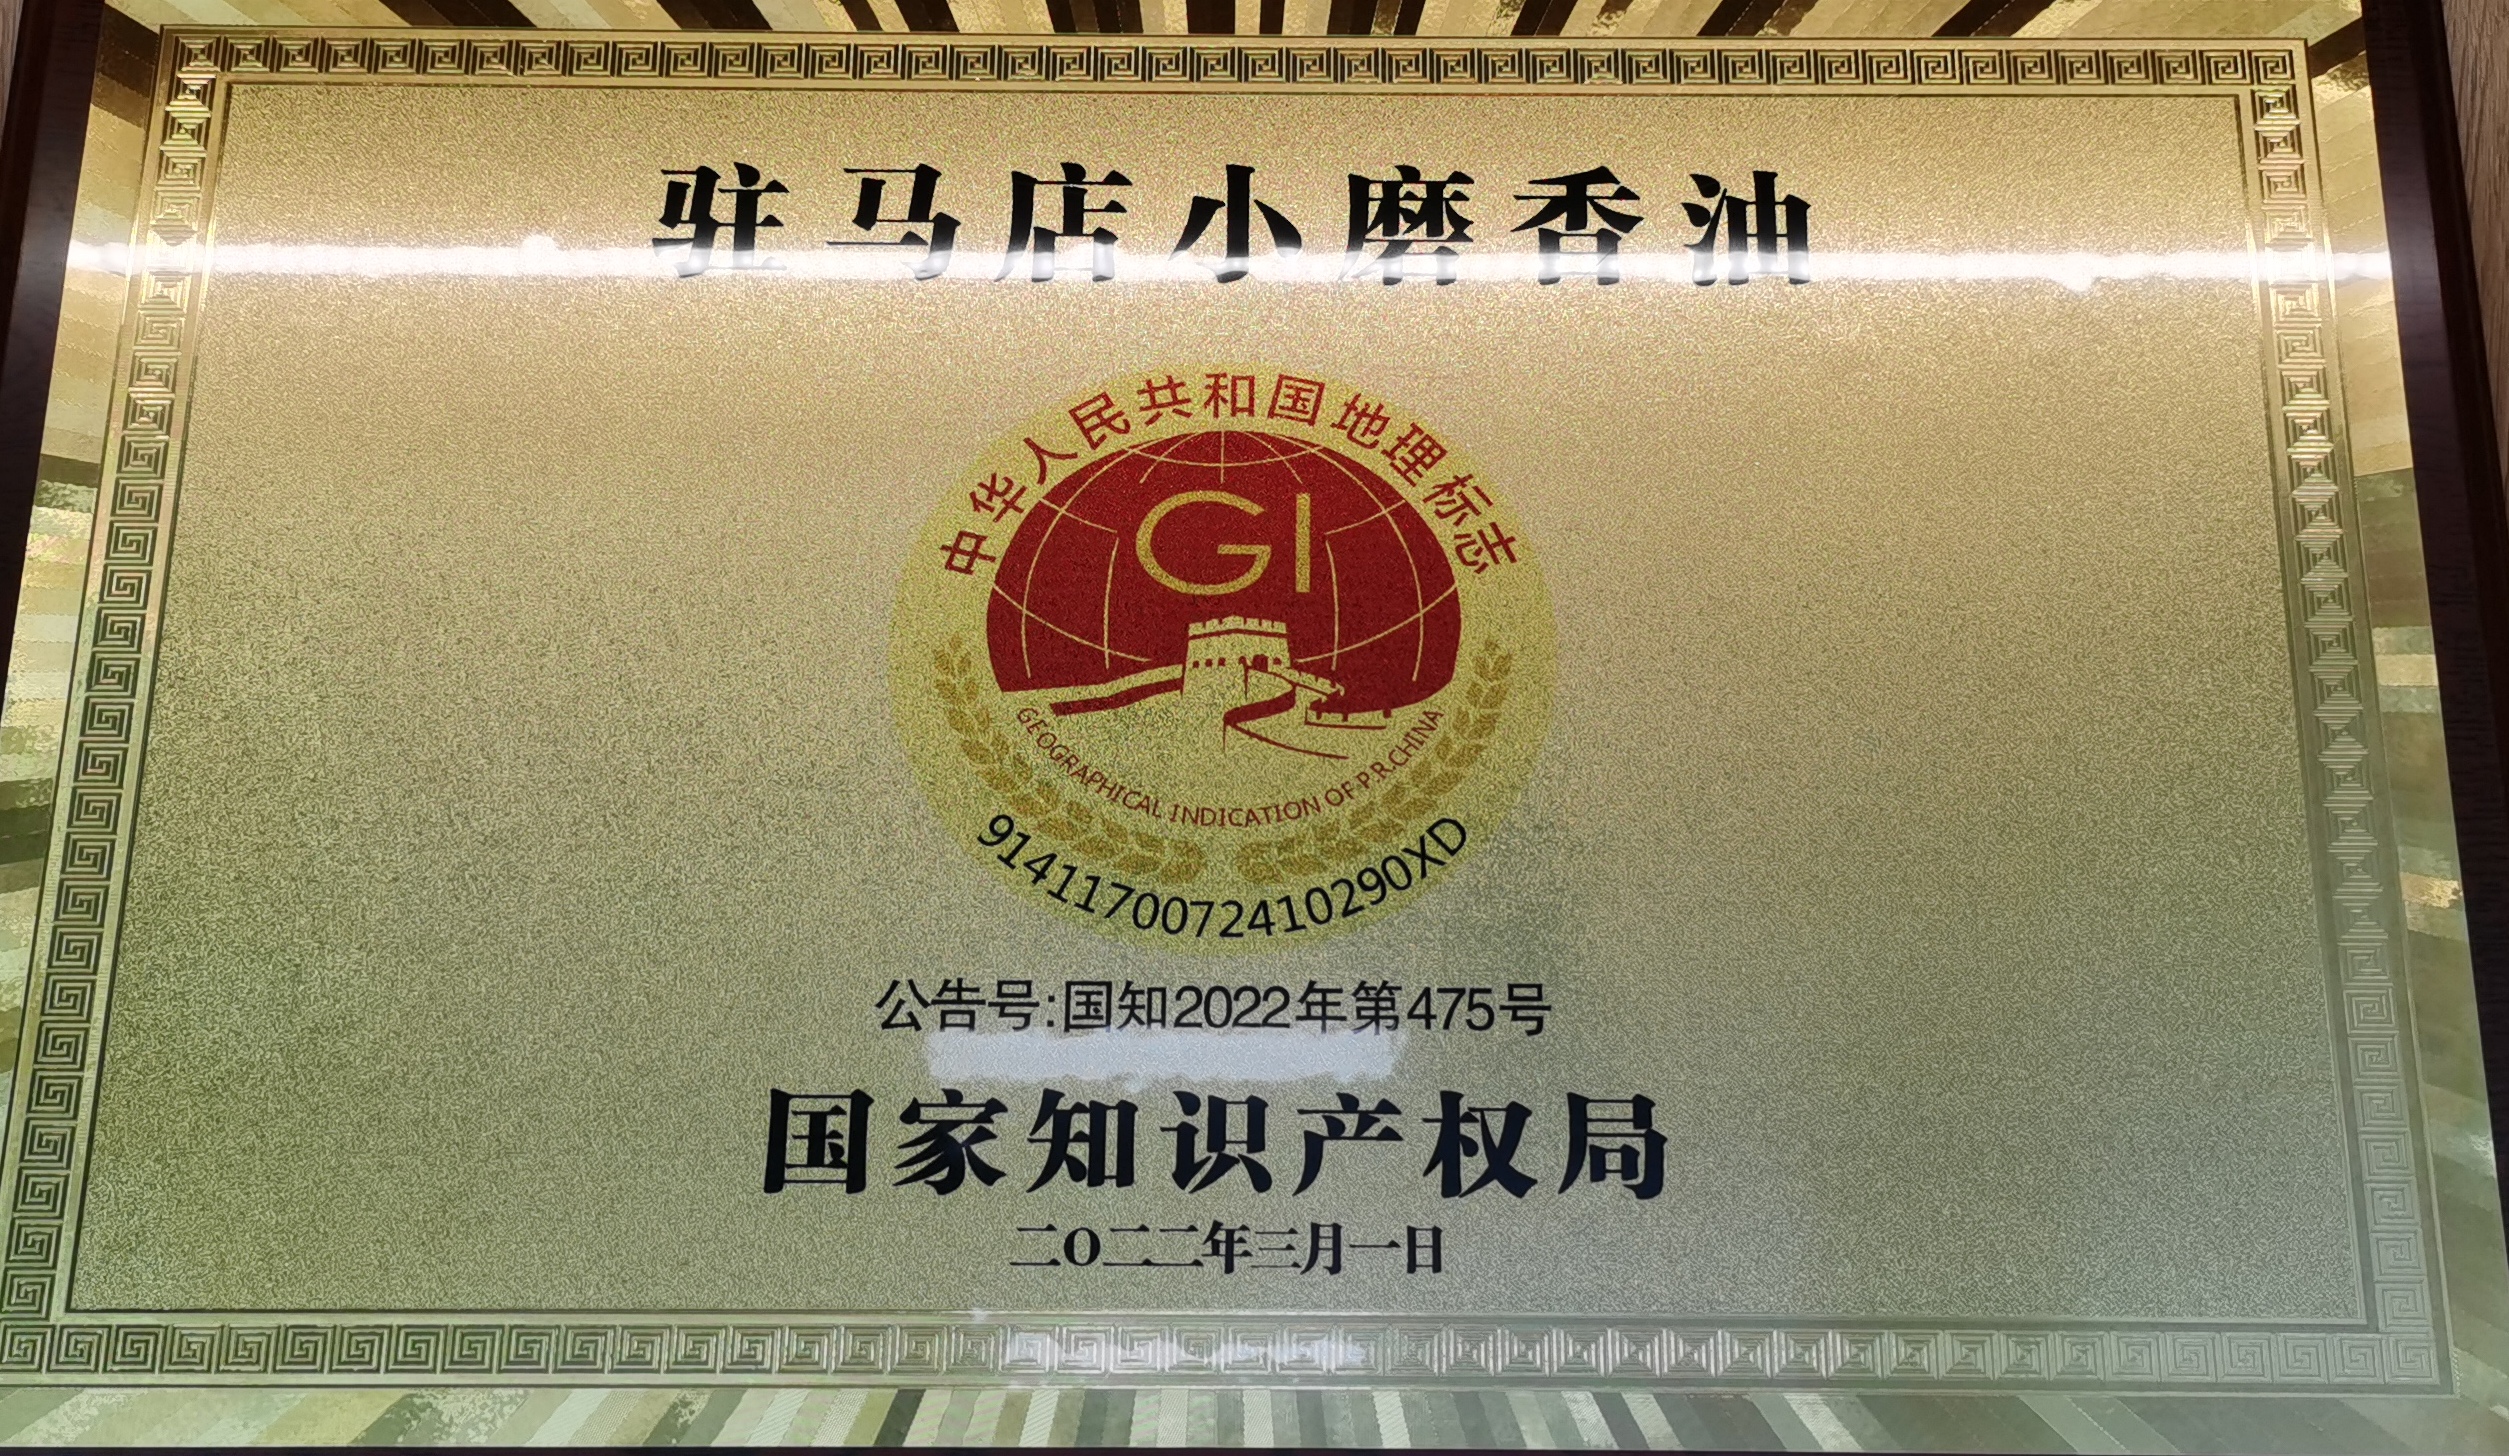 驻马店小磨香油
中华人民共和国地理标志
GI
GEOGRAPHICAL INDICATION OF P.R.CHINA
9141170072410290XD
公告号:国知2022年第475号
国家知识产权局
二O二二年三月一日